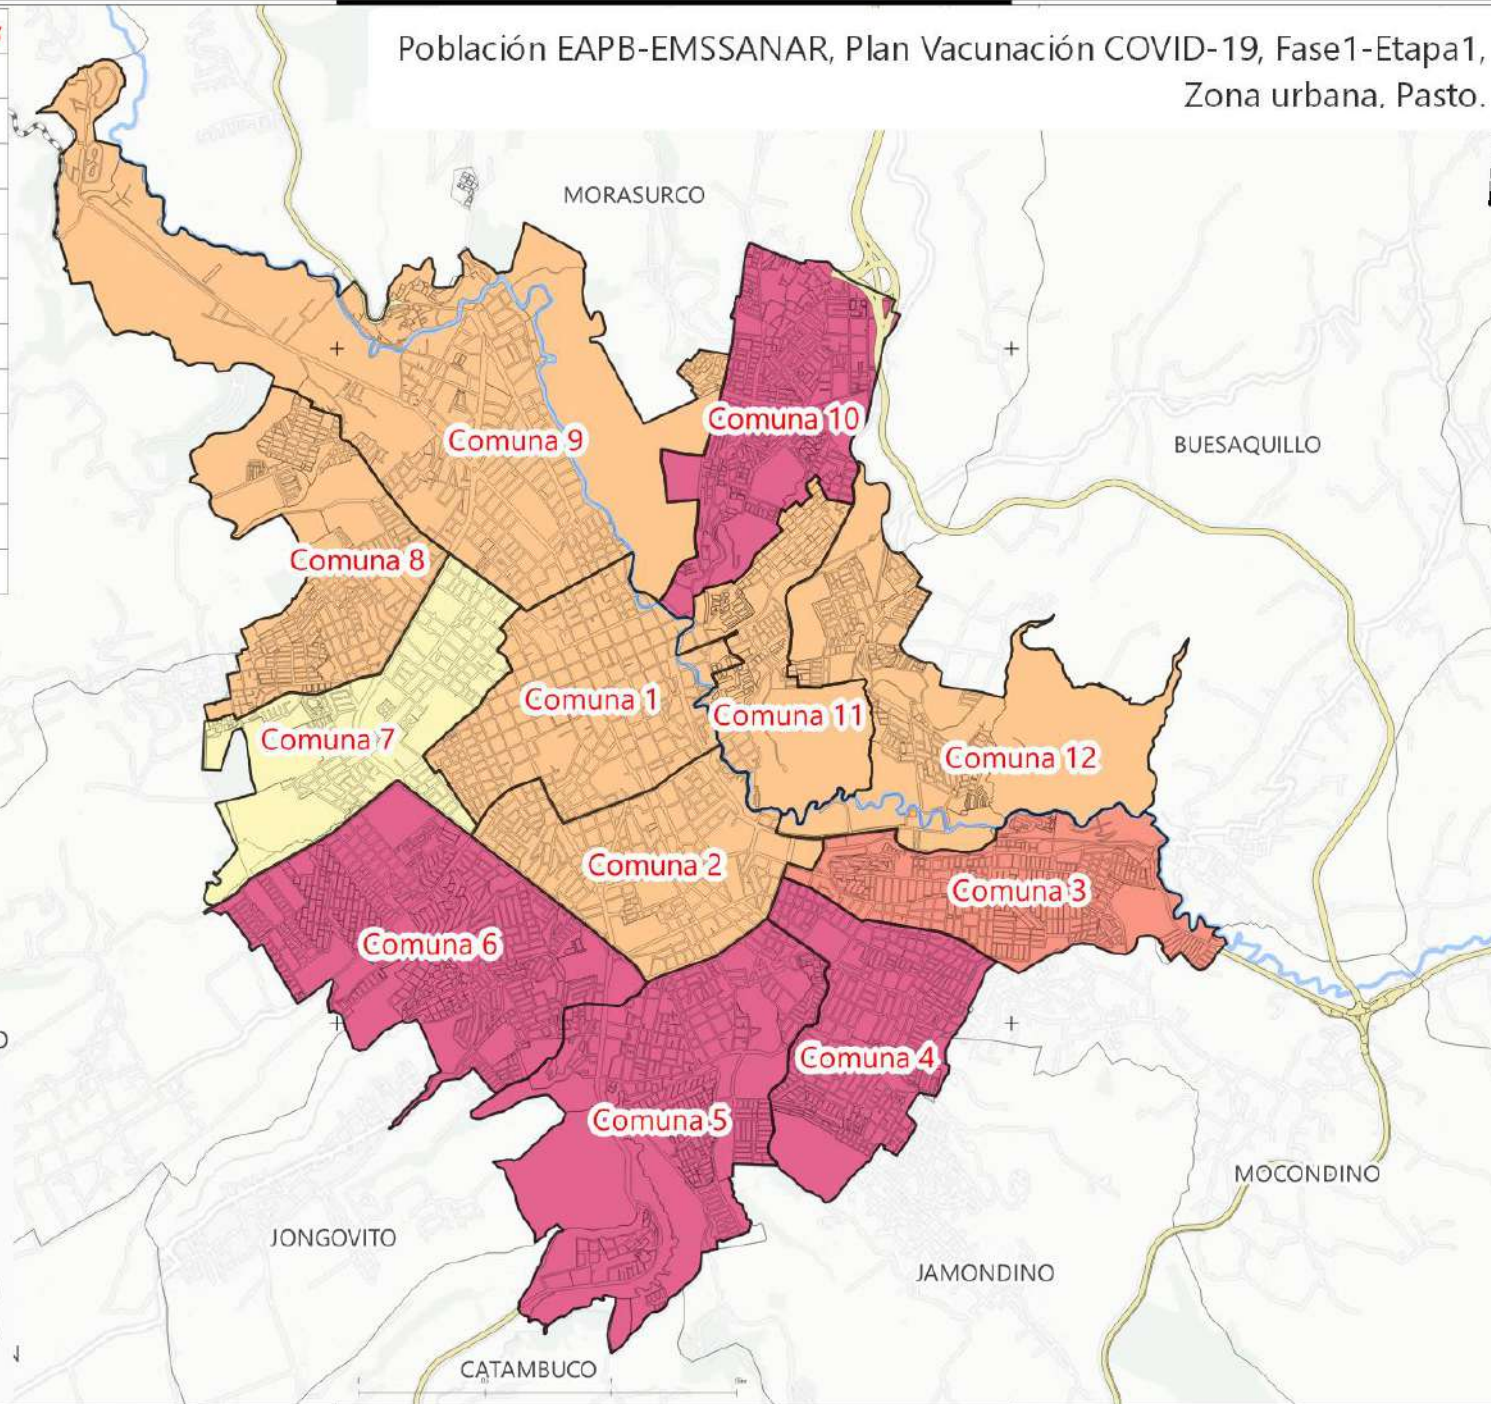 Población EAPB-EMSSANAR, Plan Vacunación COVID-19, Fase1-Etapa1,
Zona urbana, Pasto.
MORASURCO
Comuna 10
Comuna 9
BUESAQUILLO
Comuna 8
Comuna 1
Comuna 11
Comuna 7
Comuna 12
Comuna 2
Comuna 3
Comuna 6
Comuna 4
Comuna 5
MOCONDINO
JONGOVITO
JAMONDINO
CATAMBUCO